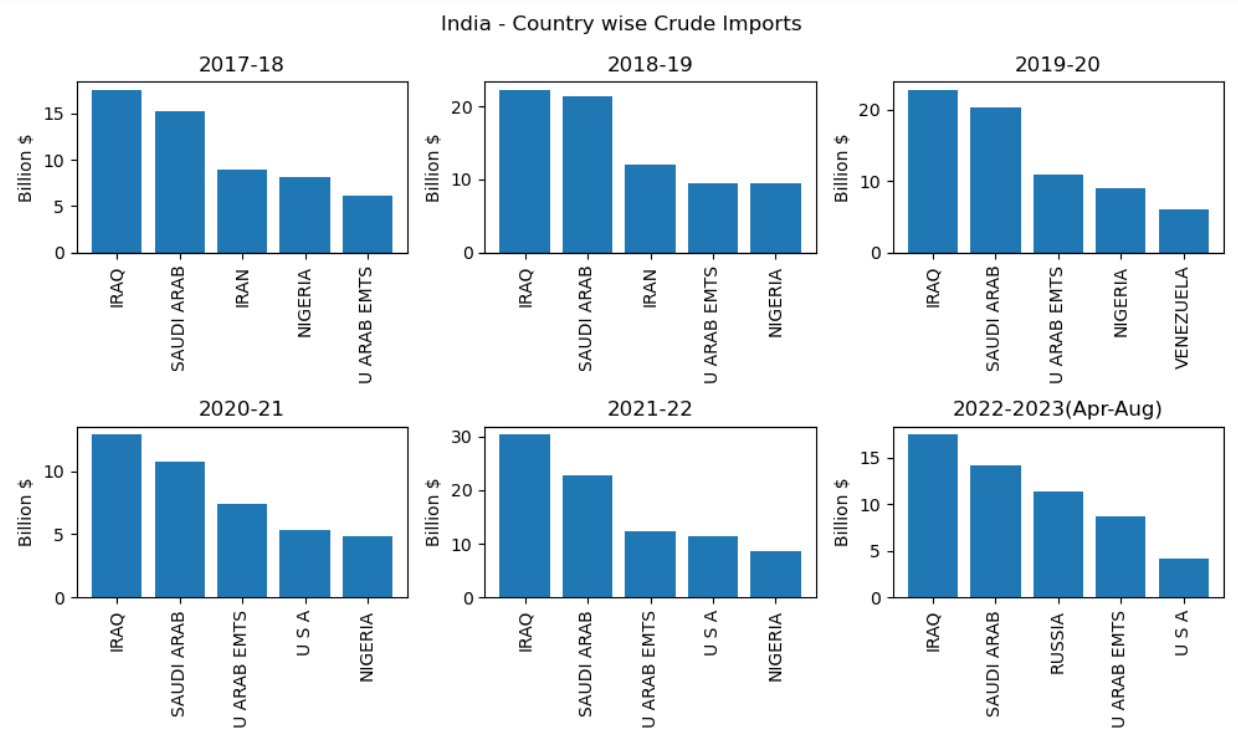 India - Country wise Crude Imports
2017-18
Billion $
15
10
5
0
IRAQ
SAUDI ARAB
IRAN
NIGERIA
U ARAB EMTS
2018-19
Billion $
20
10
0
IRAQ
SAUDI ARAB
IRAN
U ARAB EMTS
NIGERIA
2019-20
Billion $
20
10
0
IRAQ
SAUDI ARAB
U ARAB EMTS
NIGERIA
VENEZUELA
2020-21
Billion $
10
5
0
IRAQ
SAUDI ARAB
U ARAB EMTS
U S A
NIGERIA
2021-22
Billion $
30
20
10
0
IRAQ
SAUDI ARAB
U ARAB EMTS
U S A
NIGERIA
2022-2023(Apr-Aug)
Billion $
15
10
5
0
IRAQ
SAUDI ARAB
RUSSIA
U ARAB EMTS
U S A